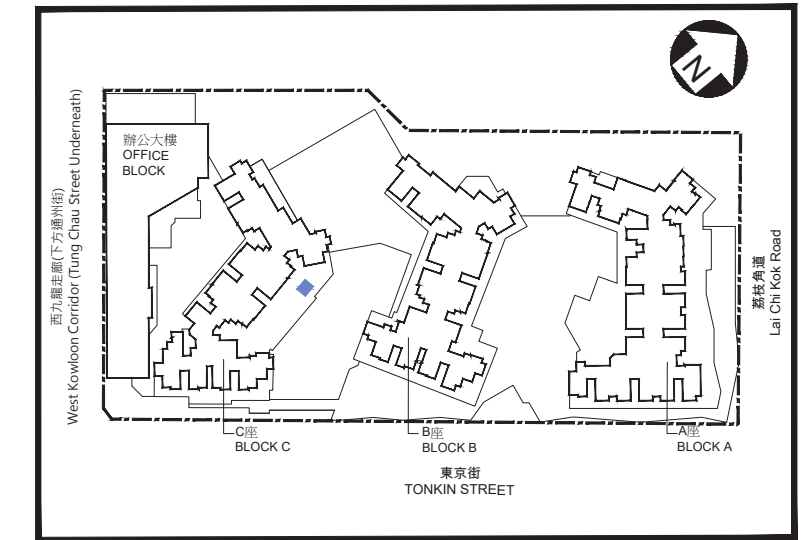 N
辦公大樓
OFFICE
BLOCK
西九龍走廊(下方通州街)
West Kowloon Corridor (Tung Chau Street Underneath)
荔枝角道
Lai Chi Kok Road
C座
BLOCK C
B座
BLOCK B
A座
BLOCK A
東京街
TONKIN STREET